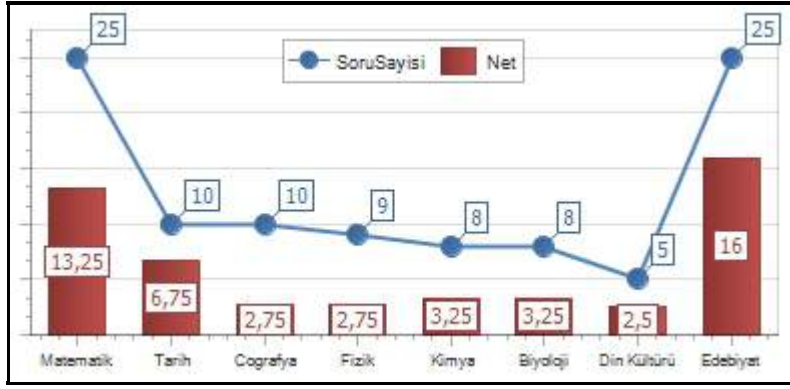 25
25
SoruSayisi
Net
10
10
9
8
8
5
13,25
6,75
2,75
2,75
3,25
3,25
2,5
16
Matematik
Tarih
Cografya
Fizik
Kimya
Biyoloji
Din Kültürü
Edebiyat